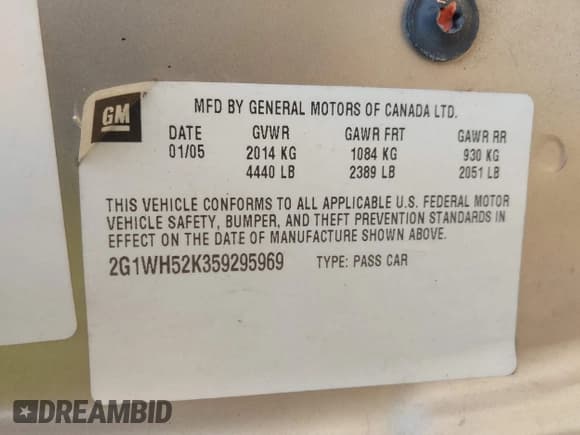 GM
MFD BY GENERAL MOTORS OF CANADA LTD.
DATE GVWR GAWR FRT GAWR RR
01/05 2014 KG 1084 KG 930 KG
4440 LB 2389 LB 2051 LB
THIS VEHICLE CONFORMS TO ALL APPLICABLE U.S. FEDERAL MOTOR
VEHICLE SAFETY, BUMPER, AND THEFT PREVENTION STANDARDS IN
EFFECT ON THE DATE OF MANUFACTURE SHOWN ABOVE.
2G1WH52K359295969 TYPE: PASS CAR
DREAMBID